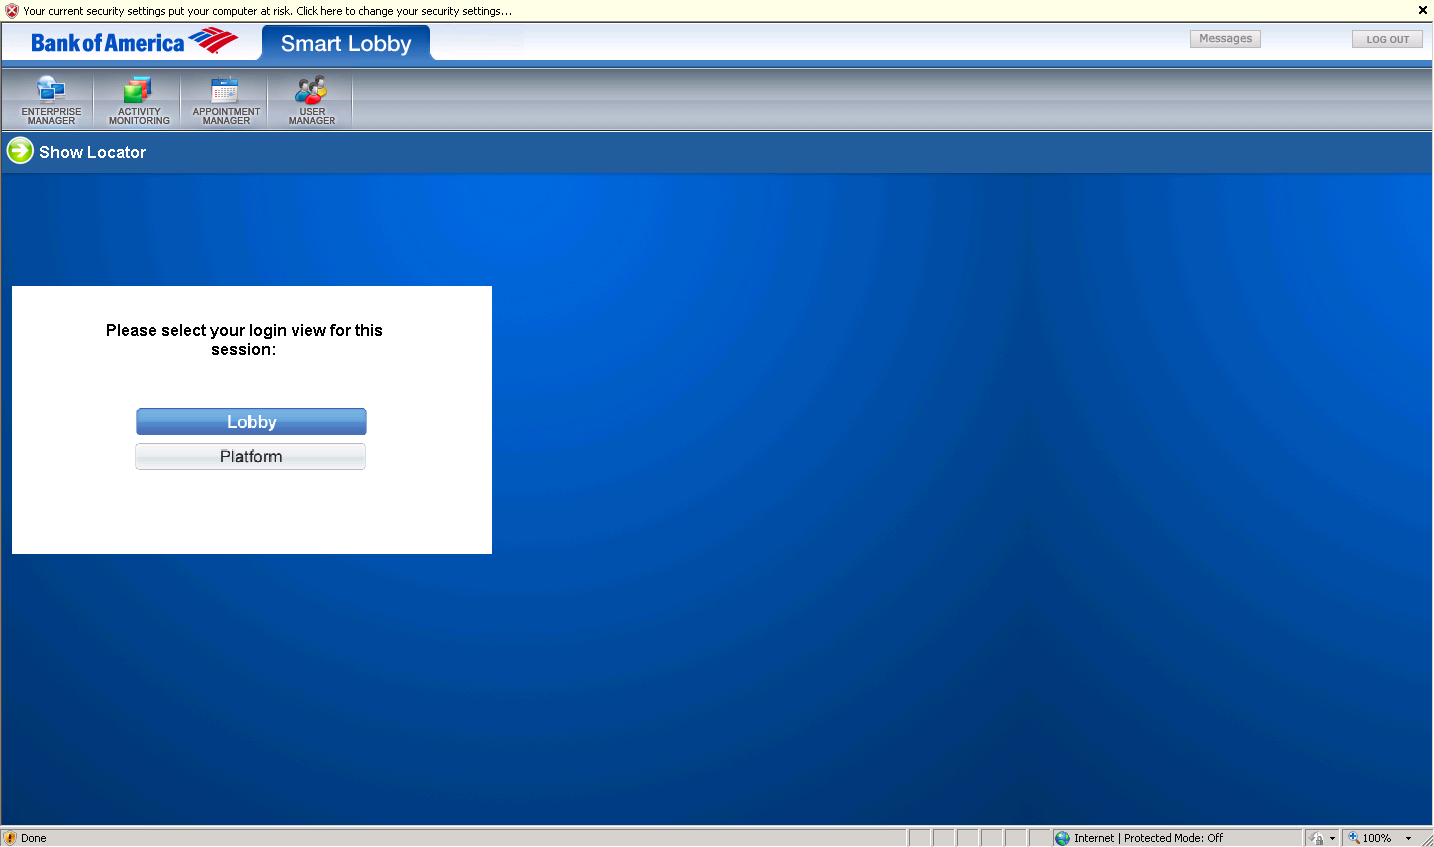 Your current security settings put your computer at risk. Click here to change your security settings...
Bank of America
Smart Lobby
Messages
LOG OUT
ENTERPRISE
MANAGER
ACTIVITY
MONITORING
APPOINTMENT
MANAGER
USER
MANAGER
Show Locator
Please select your login view for this
session:
Lobby
Platform
Done
Internet | Protected Mode: Off
100%